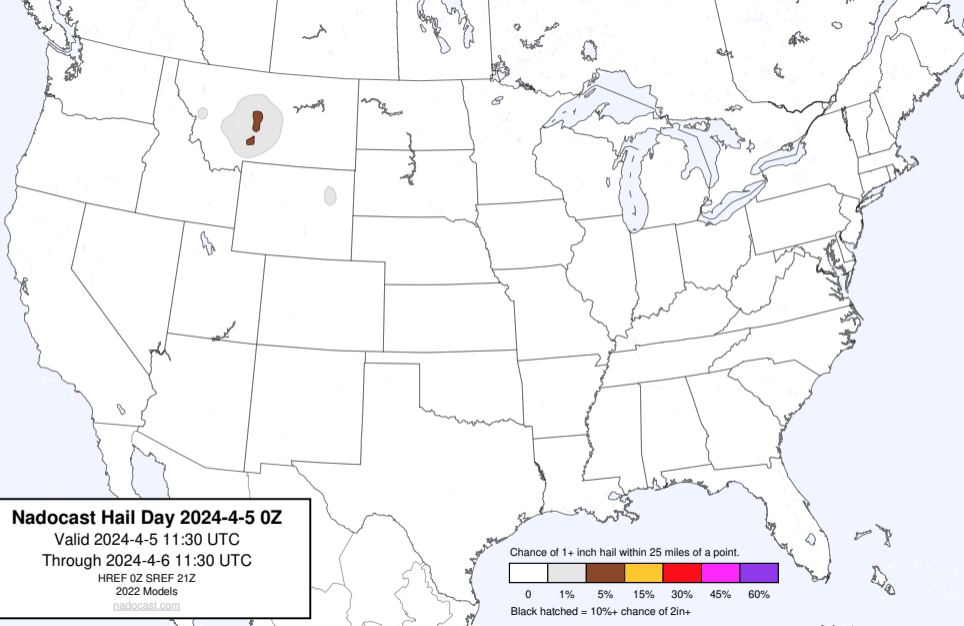 Nadocast Hail Day 2024-4-5 0Z
Valid 2024-4-5 11:30 UTC
Through 2024-4-6 11:30 UTC
HREF 0Z SREF 21Z
2022 Models
nadocast.com
Chance of 1+ inch hail within 25 miles of a point.
0 1% 5% 15% 30% 45% 60%
Black hatched = 10%+ chance of 2in+